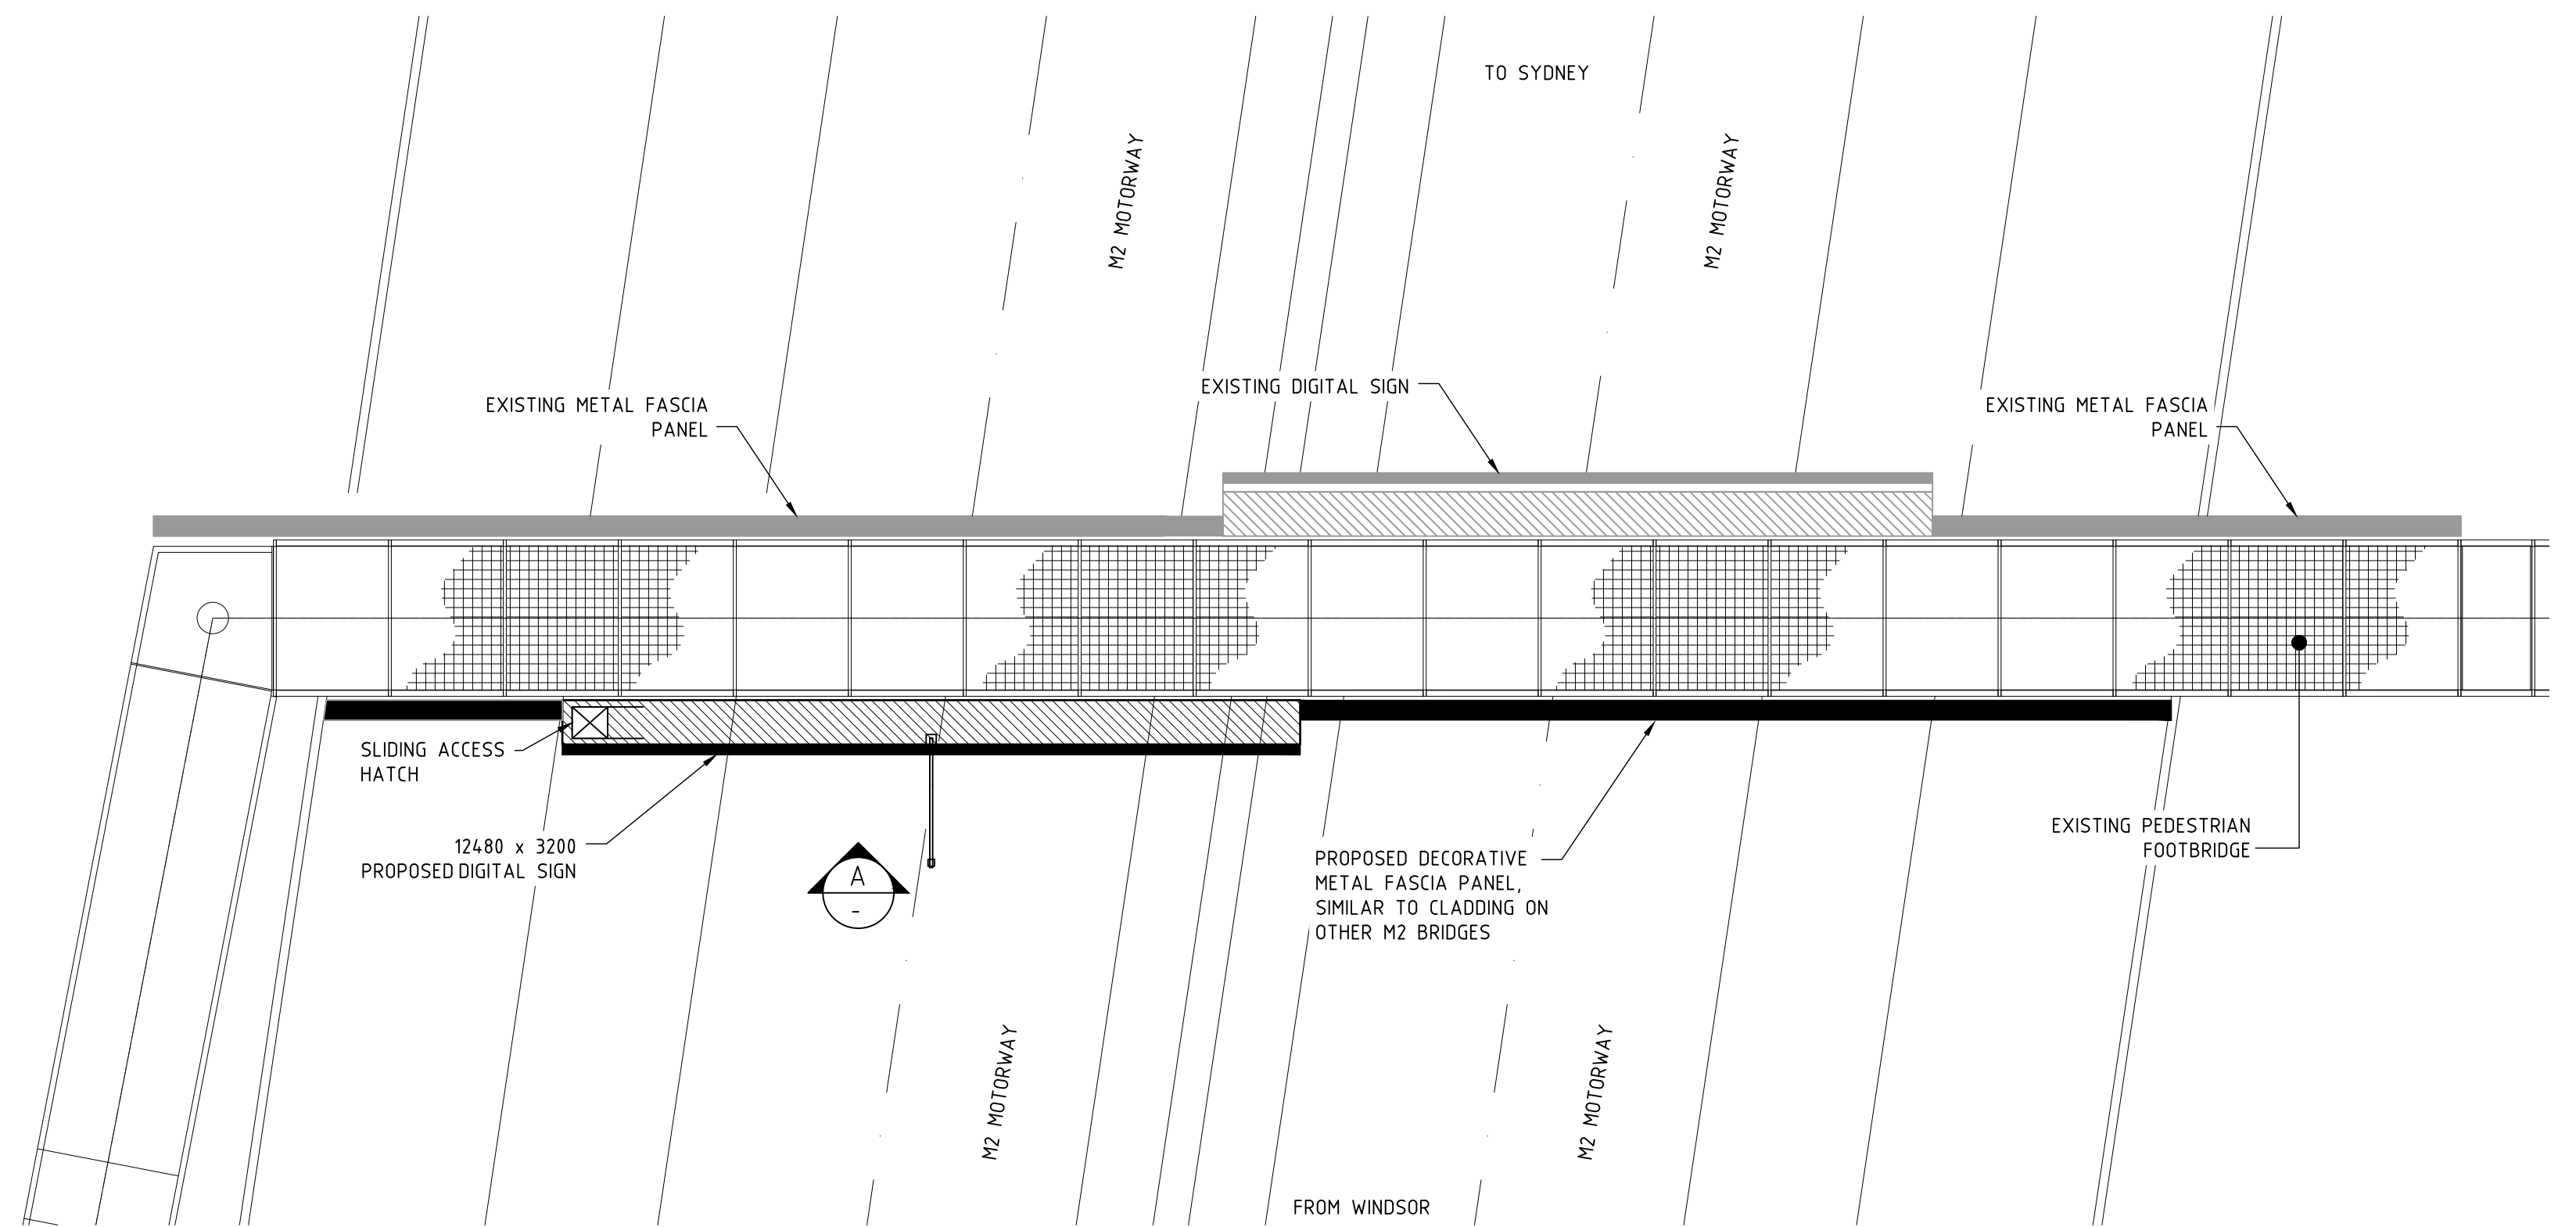 TO SYDNEY
M2 MOTORWAY
M2 MOTORWAY
EXISTING DIGITAL SIGN
EXISTING METAL FASCIA
PANEL
EXISTING METAL FASCIA
PANEL
SLIDING ACCESS
HATCH
12480 x 3200
PROPOSED DIGITAL SIGN
A
-
PROPOSED DECORATIVE
METAL FASCIA PANEL,
SIMILAR TO CLADDING ON
OTHER M2 BRIDGES
EXISTING PEDESTRIAN
FOOTBRIDGE
M2 MOTORWAY
M2 MOTORWAY
FROM WINDSOR